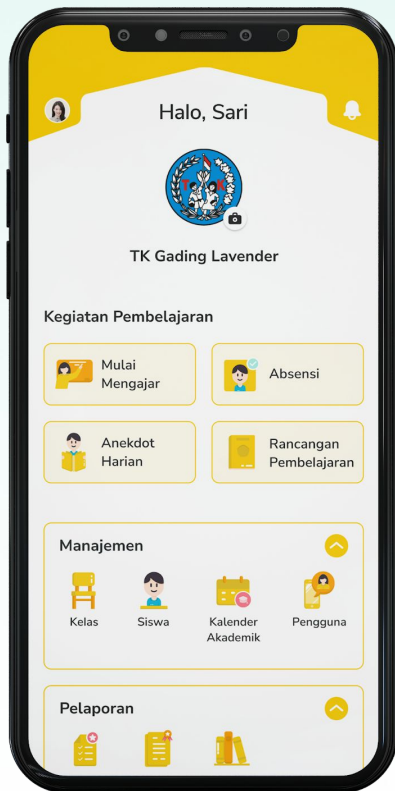 Halo, Sari
T K
TK Gading Lavender
Kegiatan Pembelajaran
Mulai
Mengajar
Absensi
Anekdot
Harian
Rancangan
Pembelajaran
Manajemen
Kelas
Siswa
Kalender
Akademik
Pengguna
Pelaporan